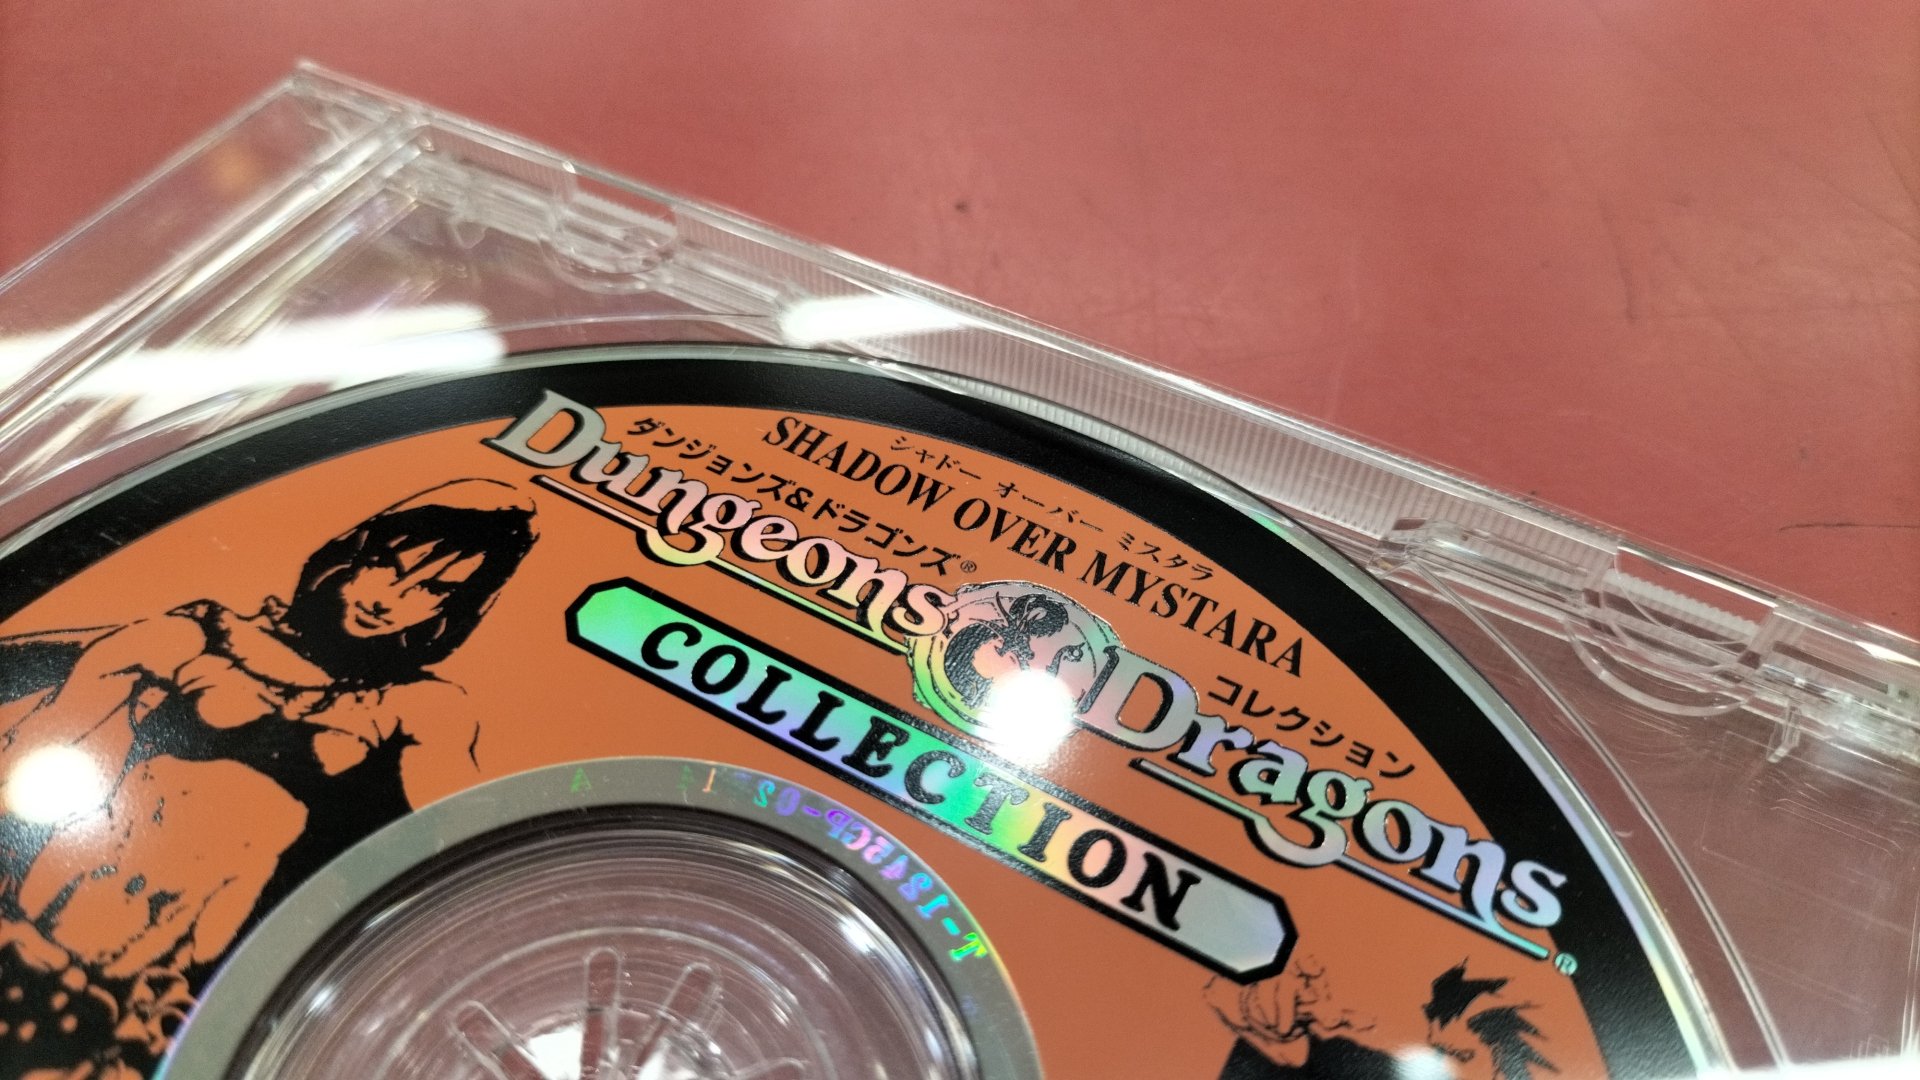 シャドー オーバー ミスタラ
SHADOW OVER MYSTARA
ダンジョンズ&ドラゴンズ® コレクション
Dungeons Dragons®
COLLECTION